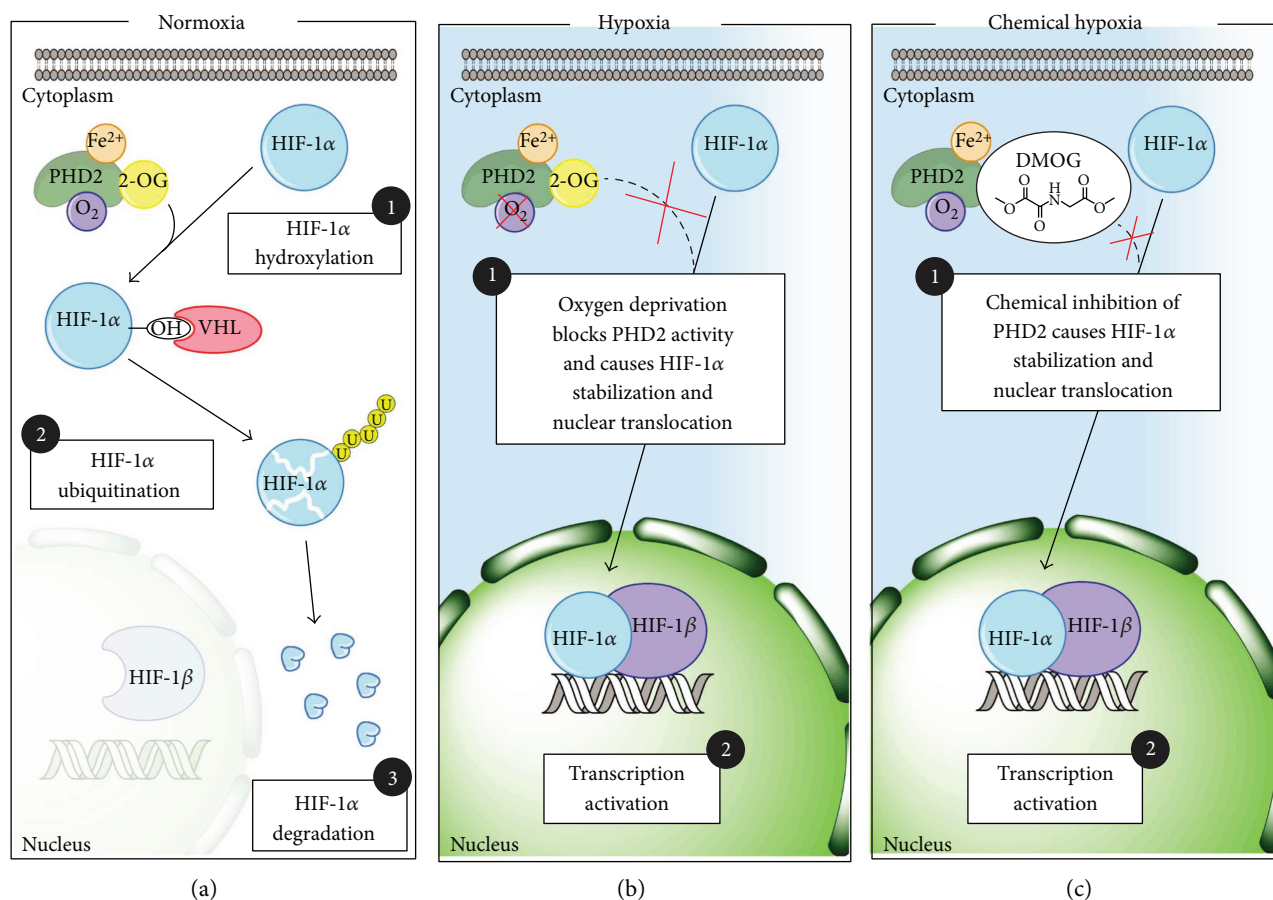 Normoxia
Cytoplasm
Fe²⁺
HIF-1α
PHD2
2-OG
O₂
1
HIF-1α
hydroxylation
HIF-1α
OH
VHL
2
HIF-1α
ubiquitination
U
U
U
U
U
HIF-1α
HIF-1β
3
HIF-1α
degradation
Nucleus
(a)
Hypoxia
Cytoplasm
Fe²⁺
HIF-1α
PHD2
2-OG
O₂
1
Oxygen deprivation
blocks PHD2 activity
and causes HIF-1α
stabilization and
nuclear translocation
HIF-1α
HIF-1β
2
Transcription
activation
Nucleus
(b)
Chemical hypoxia
Cytoplasm
Fe²⁺
HIF-1α
PHD2
O₂
DMOG
O
H
N
O
O
O
O
1
Chemical inhibition of
PHD2 causes HIF-1α
stabilization and
nuclear translocation
HIF-1α
HIF-1β
2
Transcription
activation
Nucleus
(c)